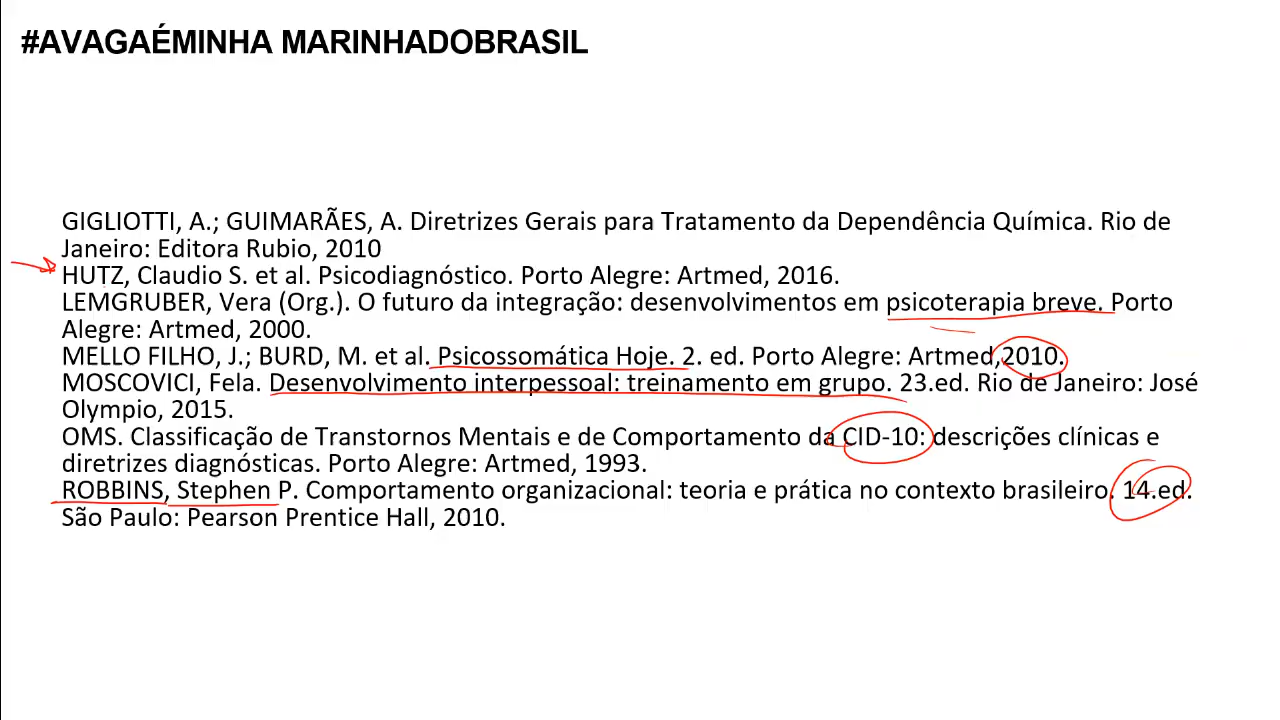 #AVAGAÉMINHA MARINHADOBRASIL
GIGLIOTTI, A.; GUIMARÃES, A. Diretrizes Gerais para Tratamento da Dependência Química. Rio de
Janeiro: Editora Rubio, 2010
HUTZ, Claudio S. et al. Psicodiagnóstico. Porto Alegre: Artmed, 2016.
LEMGRUBER, Vera (Org.). O futuro da integração: desenvolvimentos em psicoterapia breve. Porto
Alegre: Artmed, 2000.
MELLO FILHO, J.; BURD, M. et al. Psicossomática Hoje. 2. ed. Porto Alegre: Artmed,2010.
MOSCOVICI, Fela. Desenvolvimento interpessoal: treinamento em grupo. 23.ed. Rio de Janeiro: José
Olympio, 2015.
OMS. Classificação de Transtornos Mentais e de Comportamento da CID-10: descrições clínicas e
diretrizes diagnósticas. Porto Alegre: Artmed, 1993.
ROBBINS, Stephen P. Comportamento organizacional: teoria e prática no contexto brasileiro. 14.ed.
São Paulo: Pearson Prentice Hall, 2010.